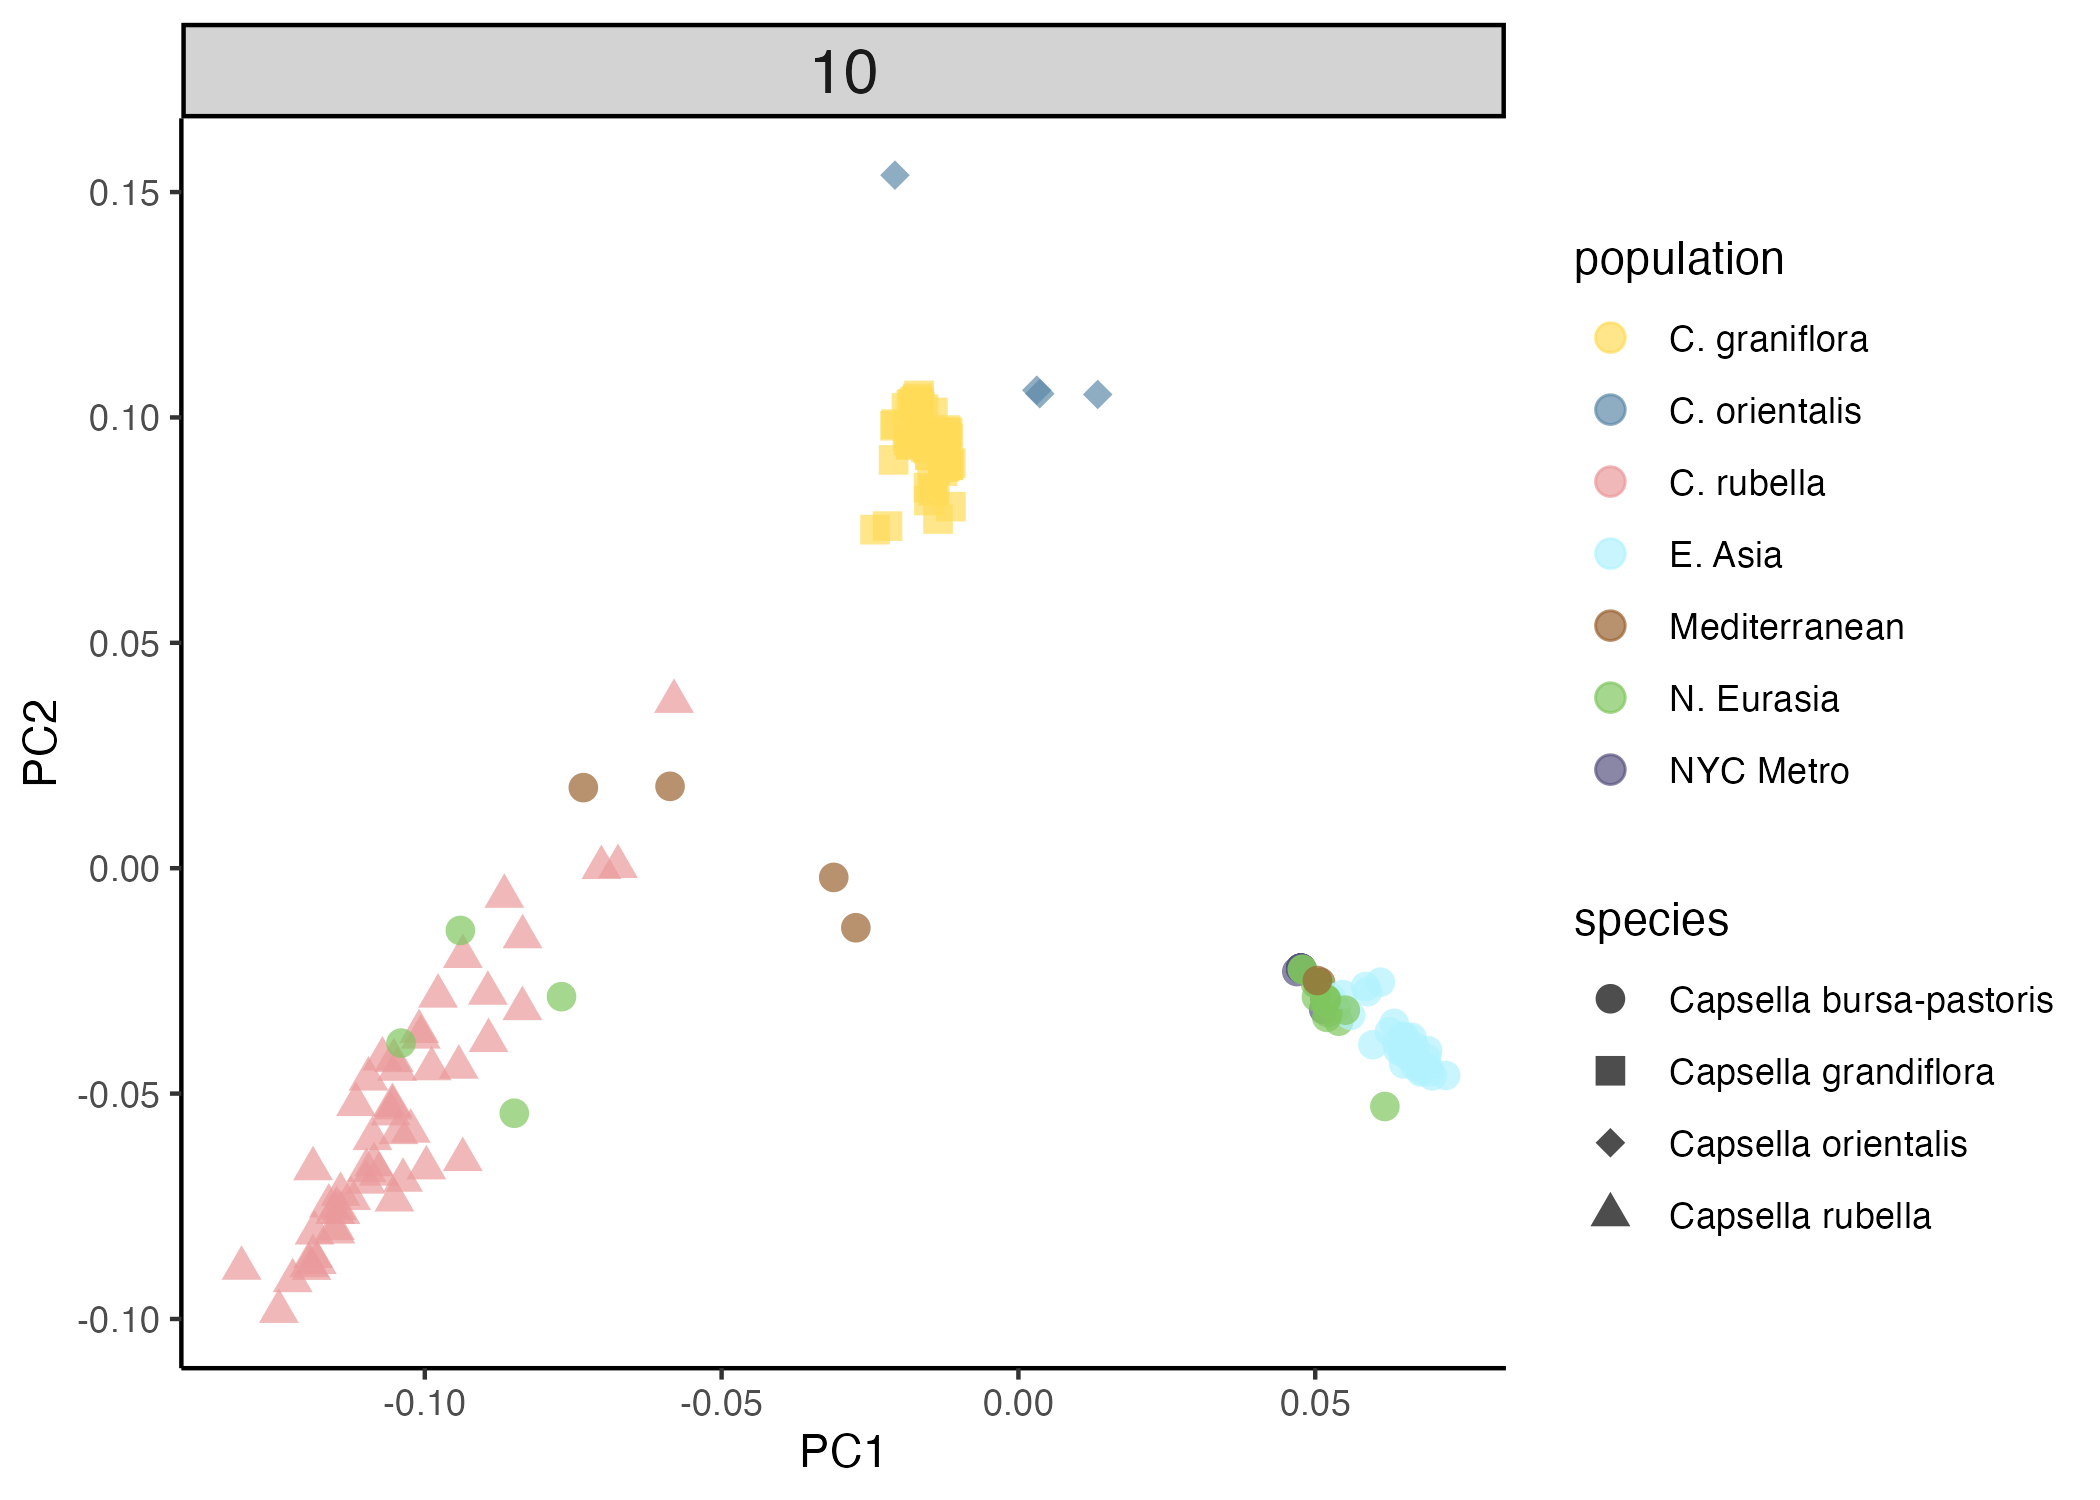 10
0.15
0.10
0.05
0.00
-0.05
-0.10
PC2
-0.10 -0.05 0.00 0.05
PC1
population
C. graniflora
C. orientalis
C. rubella
E. Asia
Mediterranean
N. Eurasia
NYC Metro
species
Capsella bursa-pastoris
Capsella grandiflora
Capsella orientalis
Capsella rubella